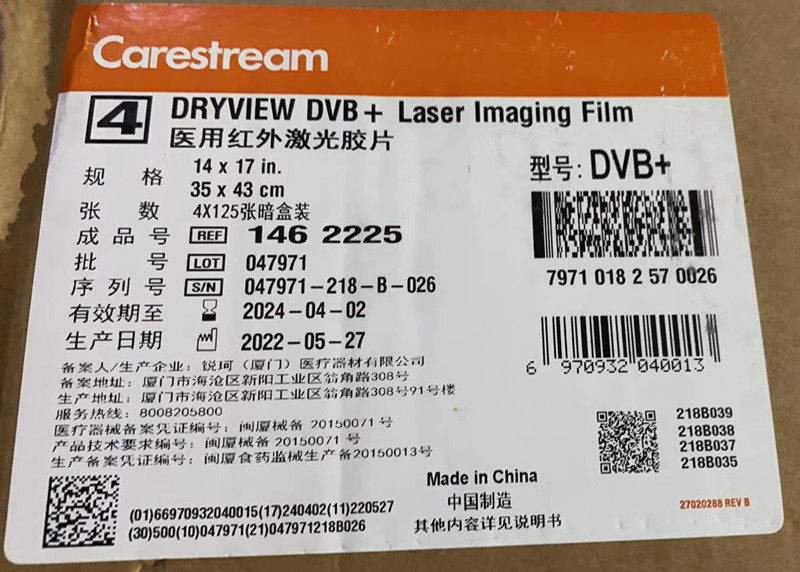 Carestream
4 DRYVIEW DVB+ Laser Imaging Film
医用红外激光胶片
型号: DVB+
规格 14 x 17 in.
35 x 43 cm
张数 4X125张暗盒装
成品号 REF 146 2225
批号 LOT 047971
序列号 S/N 047971-218-B-026
有效期至 2024-04-02
生产日期 2022-05-27
7971 018 2 57 0026
6 970932 040013
备案人/生产企业: 锐珂(厦门)医疗器材有限公司
备案地址: 厦门市海沧区新阳工业区翁角路308号
生产地址: 厦门市海沧区新阳工业区翁角路308号91号楼
服务热线: 8008205800
医疗器械备案凭证编号: 闽厦械备 20150071 号
产品技术要求编号: 闽厦械备 20150071 号
生产备案凭证编号: 闽厦食药监械生产备20150013号
218B039
218B038
218B037
218B035
(01)66970932040015(17)240402(11)220527
(30)500(10)047971(21)047971218B026
Made in China
中国制造
其他内容详见说明书
27020288 REV B